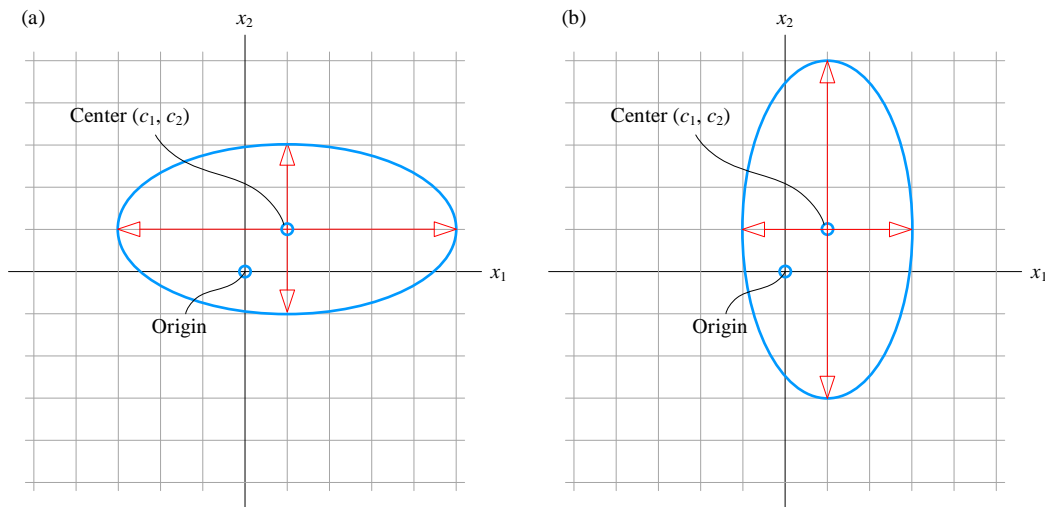 (a)
x₂
Center (c₁, c₂)
x₁
Origin
(b)
x₂
Center (c₁, c₂)
x₁
Origin